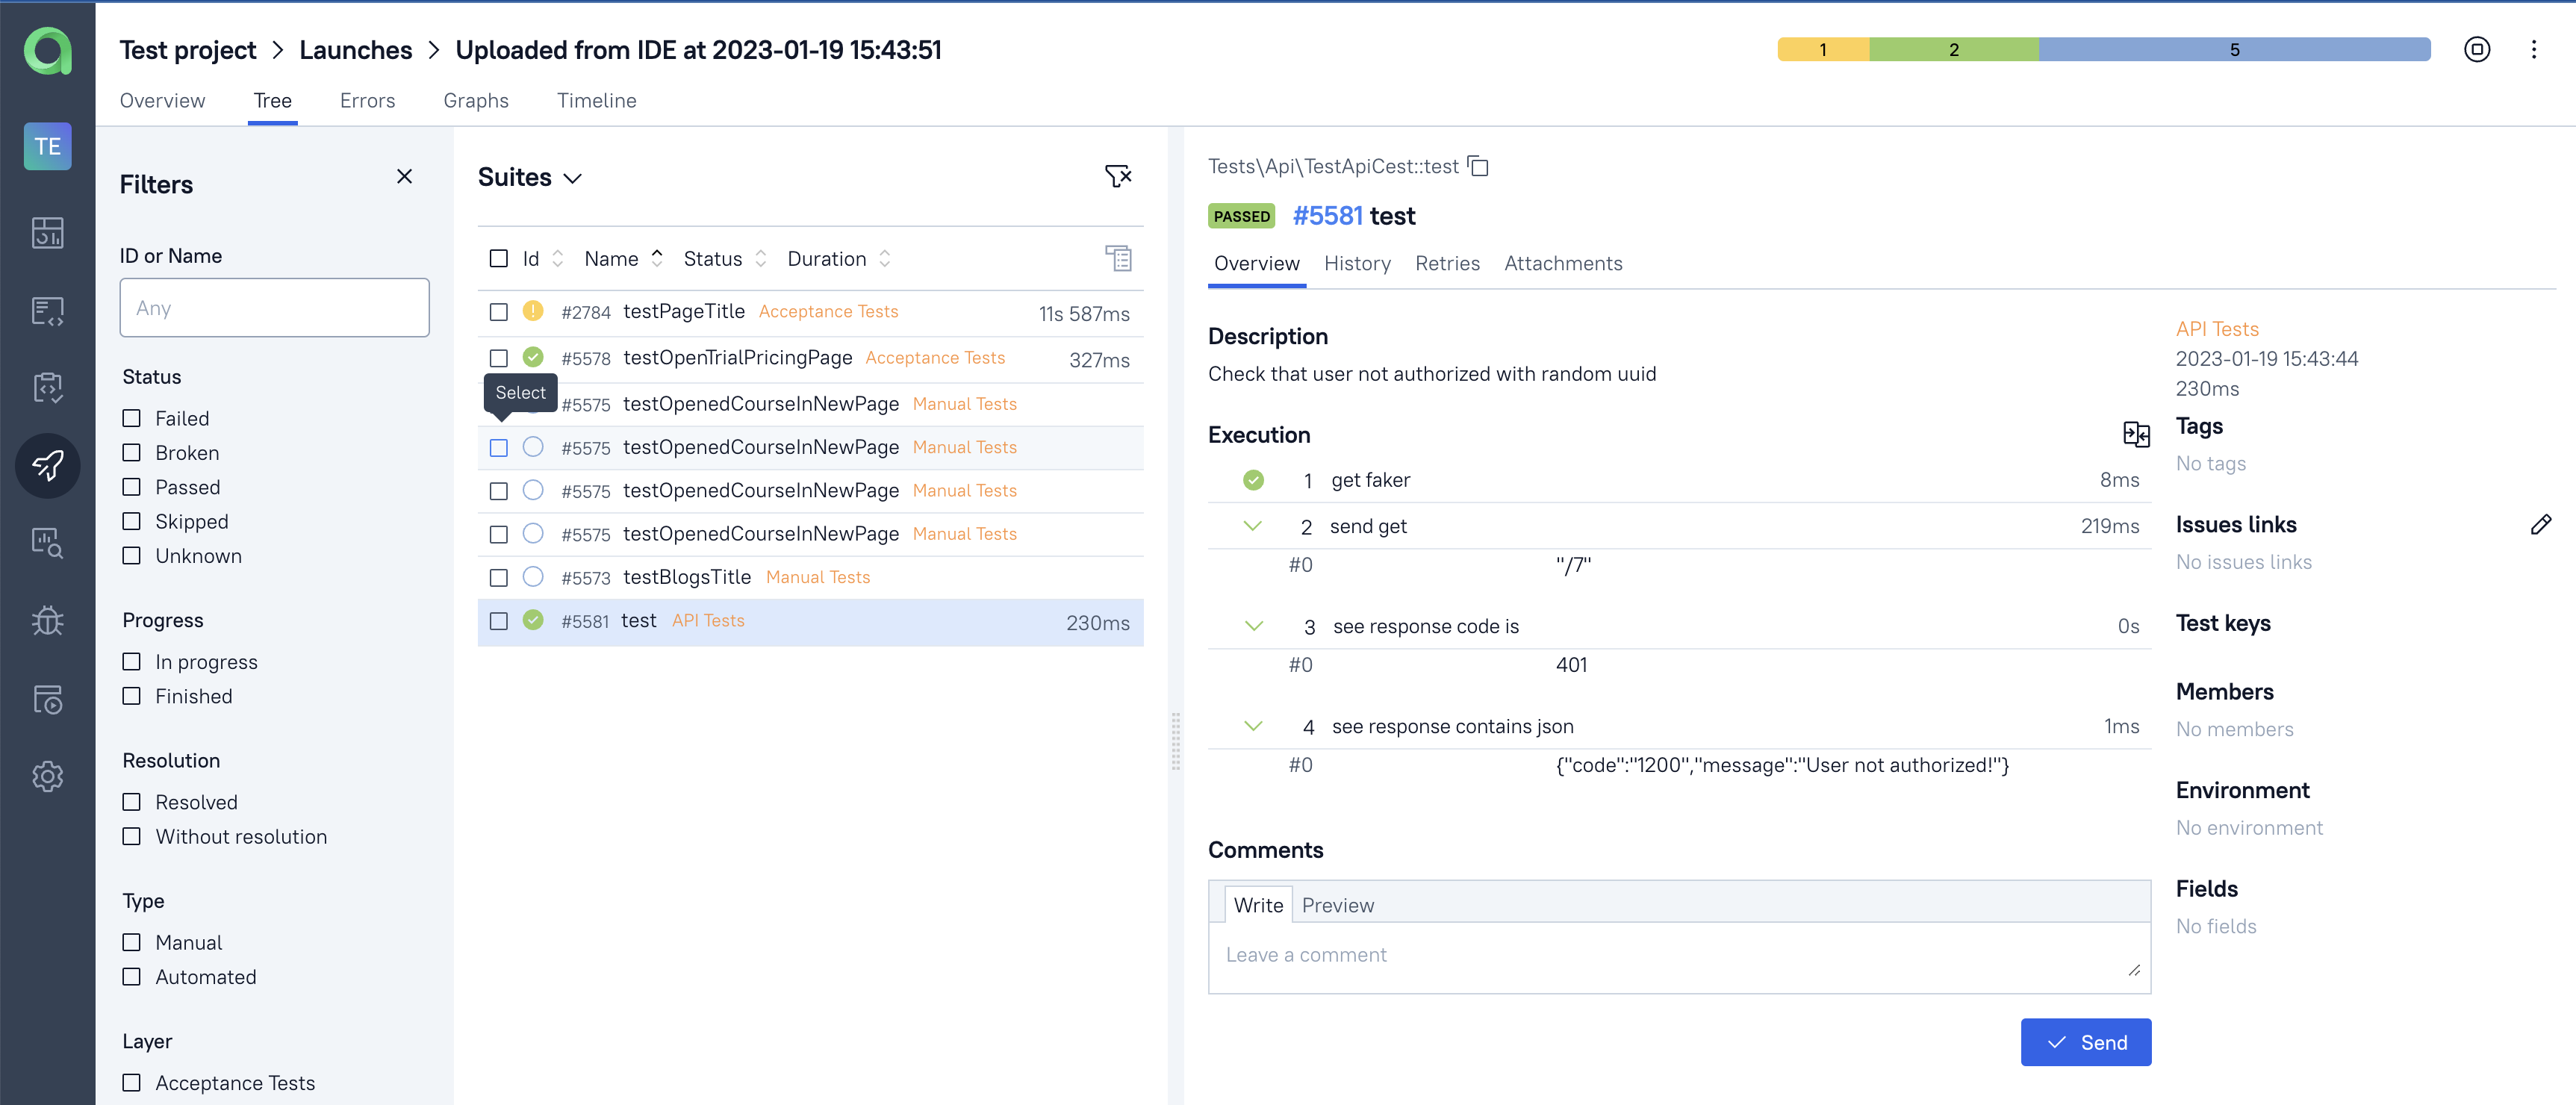 Test project > Launches > Uploaded from IDE at 2023-01-19 15:43:51
1 2 5
Overview Tree Errors Graphs Timeline
TE
Filters
ID or Name
Any
Status
Failed
Broken
Passed
Skipped
Unknown
Progress
In progress
Finished
Resolution
Resolved
Without resolution
Type
Manual
Automated
Layer
Acceptance Tests
Suites
Id Name Status Duration
#2784 testPageTitle Acceptance Tests 11s 587ms
#5578 testOpenTrialPricingPage Acceptance Tests 327ms
Select
#5575 testOpenedCourseInNewPage Manual Tests
#5575 testOpenedCourseInNewPage Manual Tests
#5575 testOpenedCourseInNewPage Manual Tests
#5575 testOpenedCourseInNewPage Manual Tests
#5573 testBlogsTitle Manual Tests
#5581 test API Tests 230ms
Tests\Api\TestApiCest::test
PASSED #5581 test
Overview History Retries Attachments
Description
Check that user not authorized with random uuid
Execution
1 get faker 8ms
2 send get 219ms
#0 "/7"
3 see response code is 0s
#0 401
4 see response contains json 1ms
#0 {"code":"1200","message":"User not authorized!"}
Comments
Write Preview
Leave a comment
Send
API Tests
2023-01-19 15:43:44
230ms
Tags
No tags
Issues links
No issues links
Test keys
Members
No members
Environment
No environment
Fields
No fields